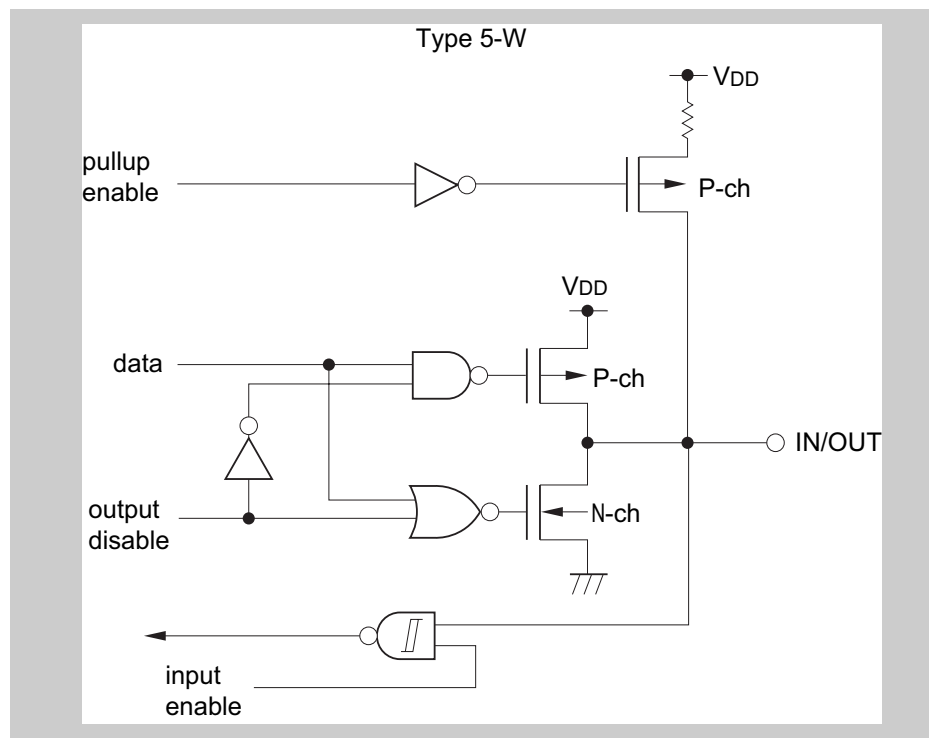 Type 5-W
VDD
pullup
enable
P-ch
VDD
data
P-ch
IN/OUT
output
disable
N-ch
input
enable